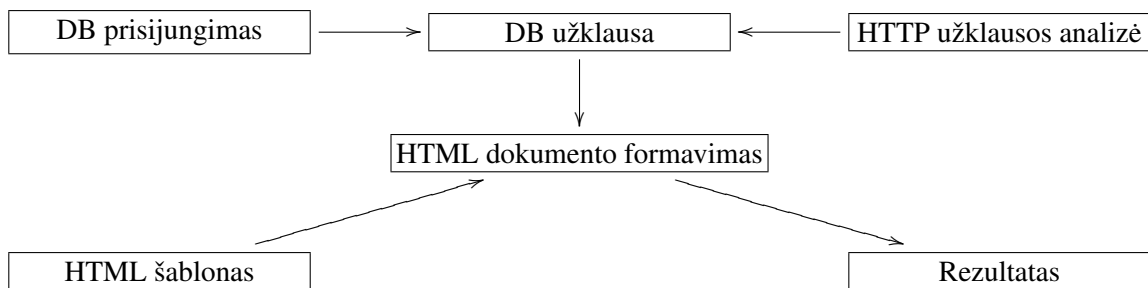 DB prisijungimas
DB užklausa
HTTP užklausos analizė
HTML dokumento formavimas
HTML šablonas
Rezultatas